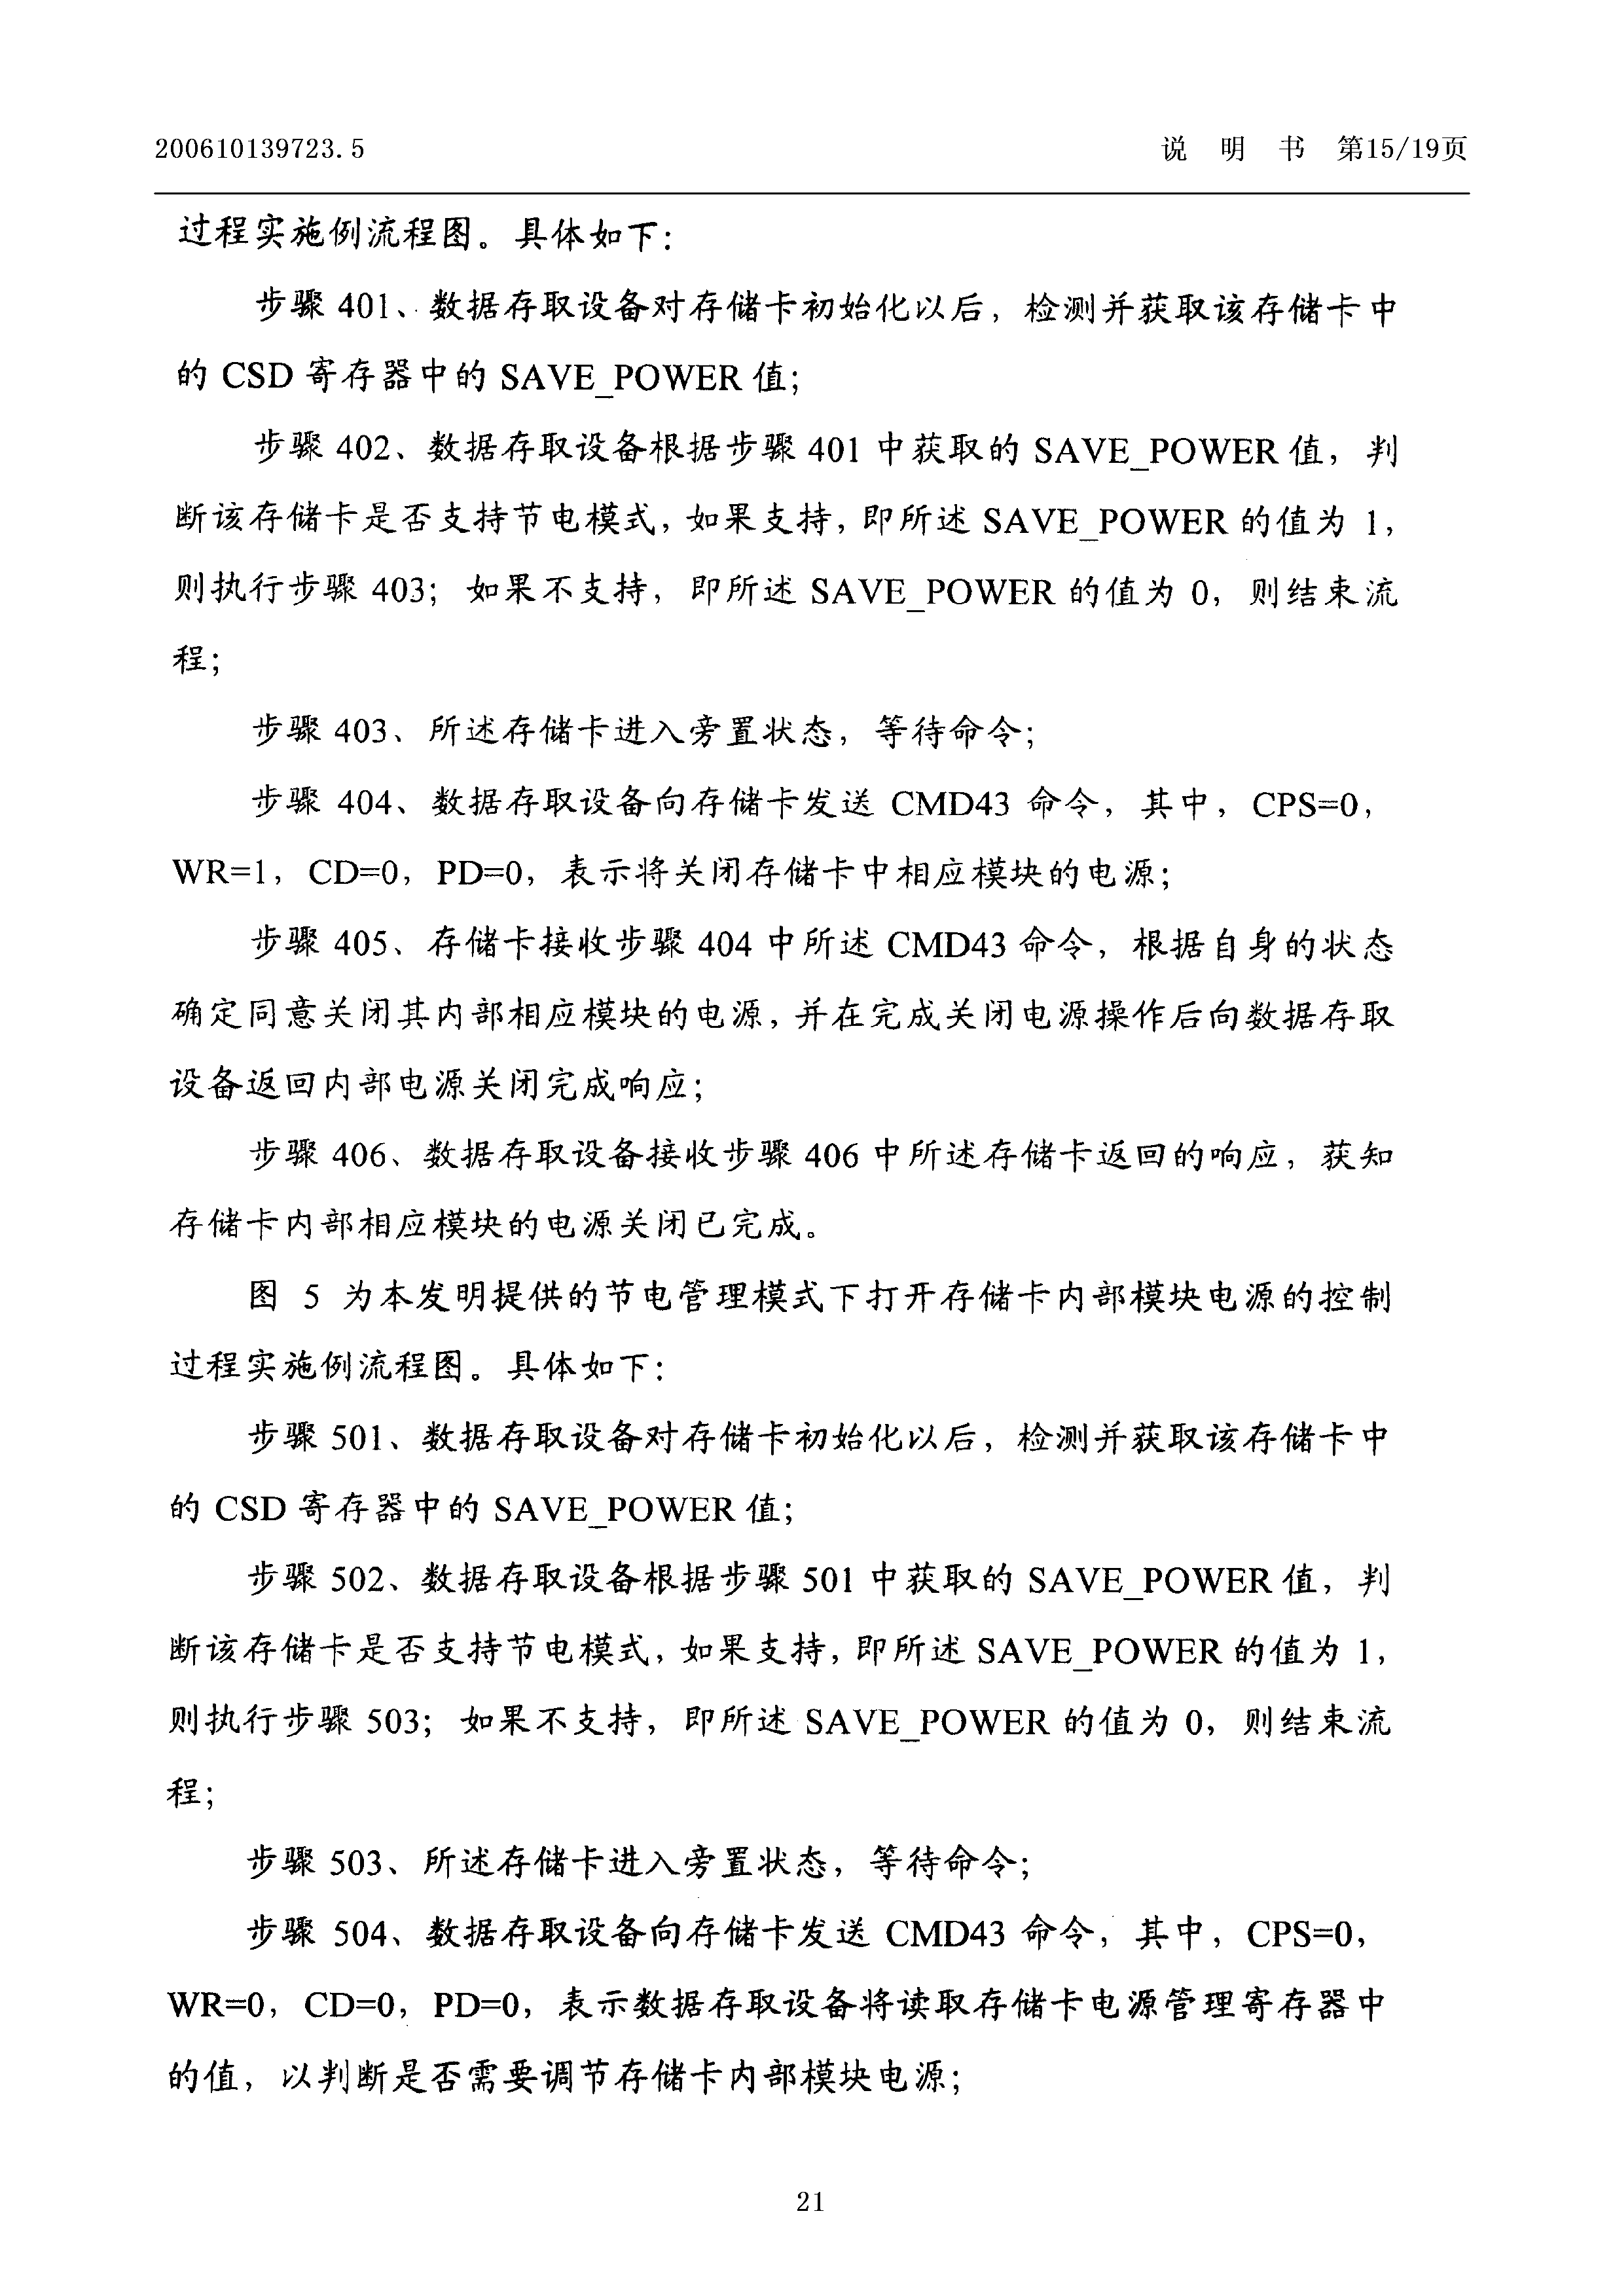 200610139723.5 说 明 书 第15/19页
过程实施例流程图。具体如下：
步骤 401、数据存取设备对存储卡初始化以后，检测并获取该存储卡中
的 CSD 寄存器中的 SAVE_POWER 值；
步骤 402、数据存取设备根据步骤 401 中获取的 SAVE_POWER 值，判
断该存储卡是否支持节电模式，如果支持，即所述 SAVE_POWER 的值为 1，
则执行步骤 403；如果不支持，即所述 SAVE_POWER 的值为 0，则结束流
程；
步骤 403、所述存储卡进入旁置状态，等待命令；
步骤 404、数据存取设备向存储卡发送 CMD43 命令，其中，CPS=0，
WR=1，CD=0，PD=0，表示将关闭存储卡中相应模块的电源；
步骤 405、存储卡接收步骤 404 中所述 CMD43 命令，根据自身的状态
确定同意关闭其内部相应模块的电源，并在完成关闭电源操作后向数据存取
设备返回内部电源关闭完成响应；
步骤 406、数据存取设备接收步骤 406 中所述存储卡返回的响应，获知
存储卡内部相应模块的电源关闭已完成。
图 5 为本发明提供的节电管理模式下打开存储卡内部模块电源的控制
过程实施例流程图。具体如下：
步骤 501、数据存取设备对存储卡初始化以后，检测并获取该存储卡中
的 CSD 寄存器中的 SAVE_POWER 值；
步骤 502、数据存取设备根据步骤 501 中获取的 SAVE_POWER 值，判
断该存储卡是否支持节电模式，如果支持，即所述 SAVE_POWER 的值为 1，
则执行步骤 503；如果不支持，即所述 SAVE_POWER 的值为 0，则结束流
程；
步骤 503、所述存储卡进入旁置状态，等待命令；
步骤 504、数据存取设备向存储卡发送 CMD43 命令，其中，CPS=0，
WR=0，CD=0，PD=0，表示数据存取设备将读取存储卡电源管理寄存器中
的值，以判断是否需要调节存储卡内部模块电源；
21